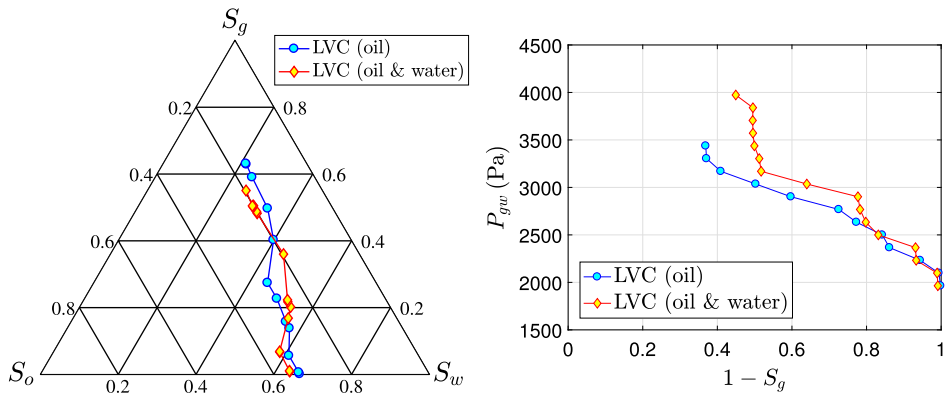 S_g
LVC (oil)
LVC (oil & water)
0.2 0.8
0.4 0.6
0.6 0.4
0.8 0.2
S_o S_w
0.2 0.4 0.6 0.8
4500
4000
3500
3000
2500
2000
1500
P_{gw} (Pa)
LVC (oil)
LVC (oil & water)
0 0.2 0.4 0.6 0.8 1
1 − S_g